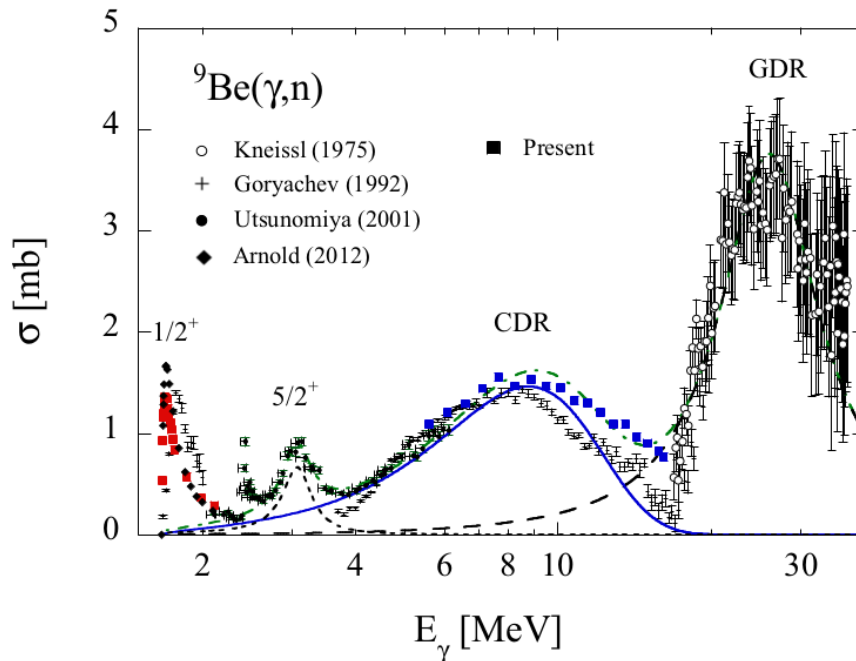 5
4
3
2
1
0
σ [mb]
⁹Be(γ,n)
Kneissl (1975)
Goryachev (1992)
Utsunomiya (2001)
Arnold (2012)
Present
GDR
CDR
1/2⁺
5/2⁺
2 4 6 8 10 30
E_γ [MeV]